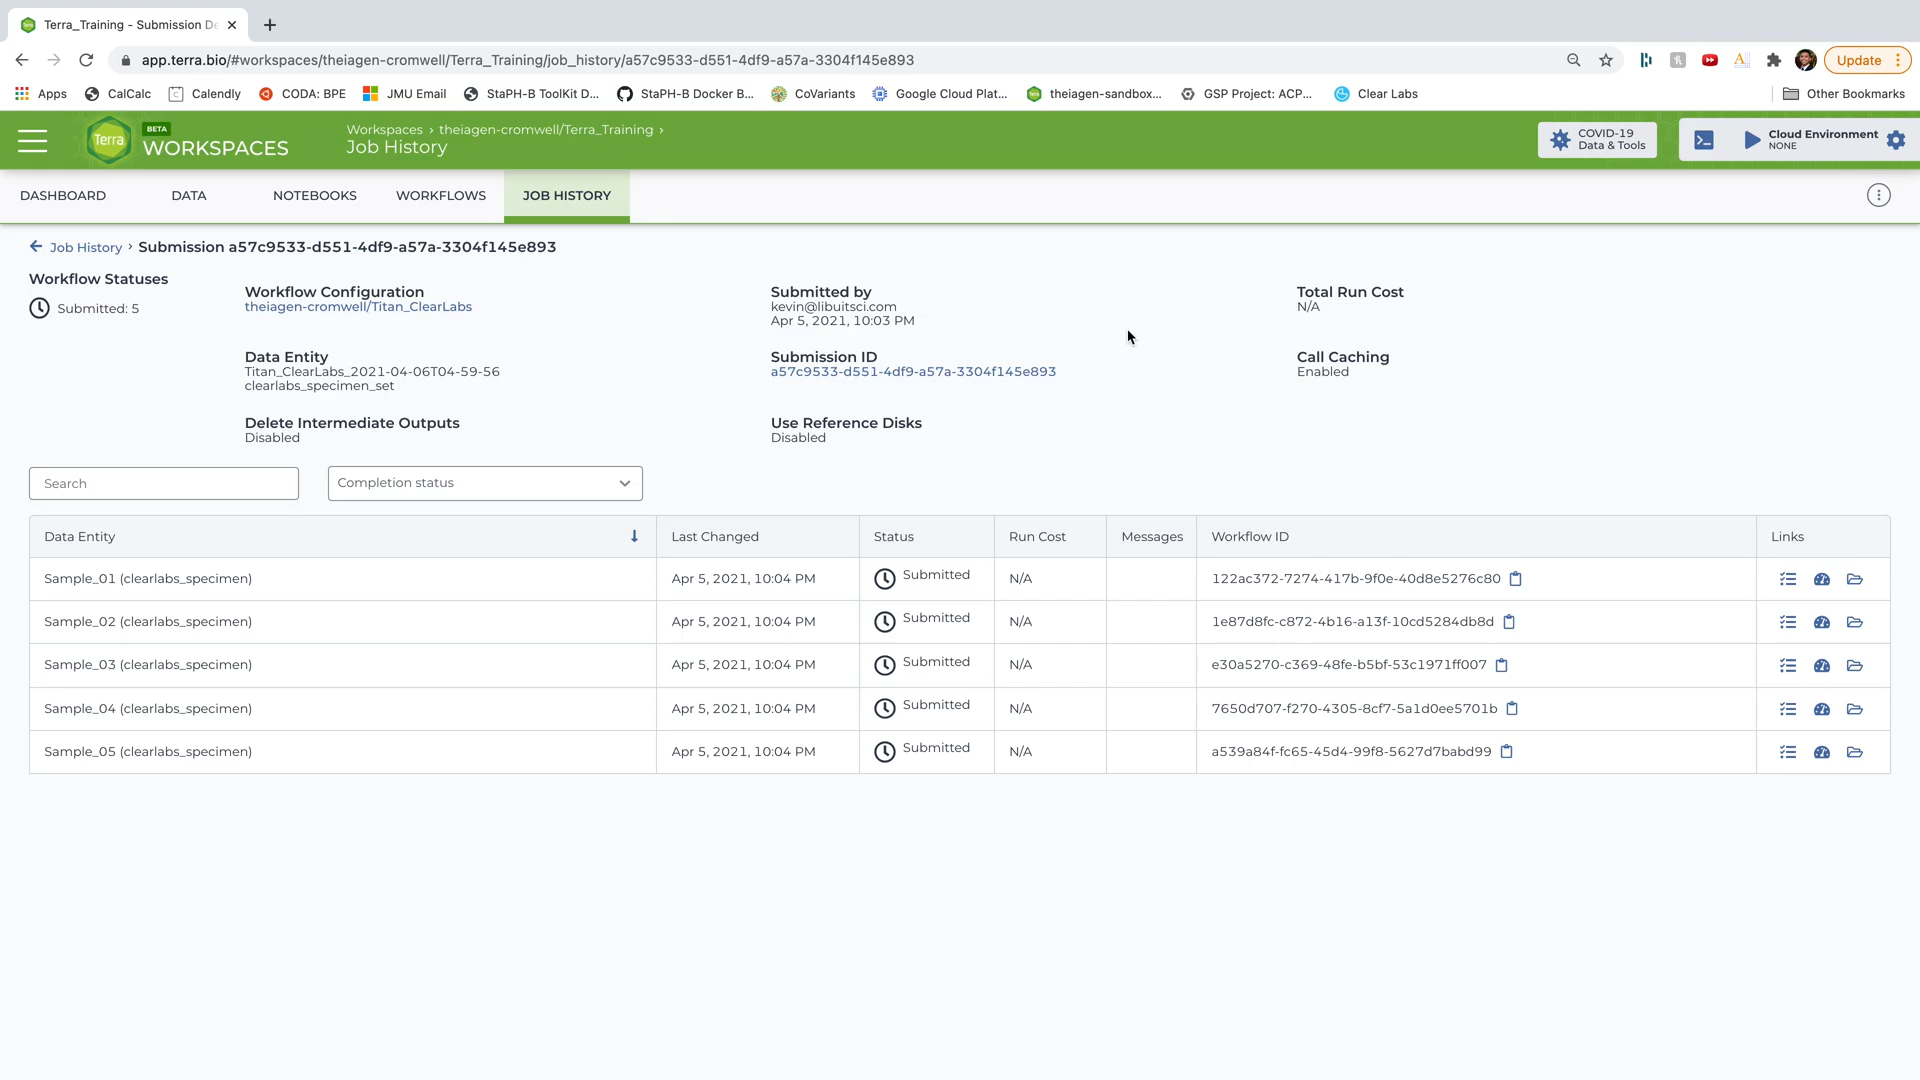 Terra_Training - Submission De
app.terra.bio/#workspaces/theiagen-cromwell/Terra_Training/job_history/a57c9533-d551-4df9-a57a-3304f145e893
Update
Apps
CalCalc
Calendly
CODA: BPE
JMU Email
StaPH-B ToolKit D...
StaPH-B Docker B...
CoVariants
Google Cloud Plat...
theiagen-sandbox...
GSP Project: ACP...
Clear Labs
Other Bookmarks
Terra
BETA
WORKSPACES
Workspaces › theiagen-cromwell/Terra_Training ›
Job History
COVID-19
Data & Tools
Cloud Environment
NONE
DASHBOARD
DATA
NOTEBOOKS
WORKFLOWS
JOB HISTORY
Job History › Submission a57c9533-d551-4df9-a57a-3304f145e893
Workflow Statuses
Submitted: 5
Workflow Configuration
theiagen-cromwell/Titan_ClearLabs
Submitted by
kevin@libuitsci.com
Apr 5, 2021, 10:03 PM
Total Run Cost
N/A
Data Entity
Titan_ClearLabs_2021-04-06T04-59-56
clearlabs_specimen_set
Submission ID
a57c9533-d551-4df9-a57a-3304f145e893
Call Caching
Enabled
Delete Intermediate Outputs
Disabled
Use Reference Disks
Disabled
Search
Completion status
Data Entity Last Changed Status Run Cost Messages Workflow ID Links
Sample_01 (clearlabs_specimen) Apr 5, 2021, 10:04 PM Submitted N/A 122ac372-7274-417b-9f0e-40d8e5276c80
Sample_02 (clearlabs_specimen) Apr 5, 2021, 10:04 PM Submitted N/A 1e87d8fc-c872-4b16-a13f-10cd5284db8d
Sample_03 (clearlabs_specimen) Apr 5, 2021, 10:04 PM Submitted N/A e30a5270-c369-48fe-b5bf-53c1971ff007
Sample_04 (clearlabs_specimen) Apr 5, 2021, 10:04 PM Submitted N/A 7650d707-f270-4305-8cf7-5a1d0ee5701b
Sample_05 (clearlabs_specimen) Apr 5, 2021, 10:04 PM Submitted N/A a539a84f-fc65-45d4-99f8-5627d7babd99